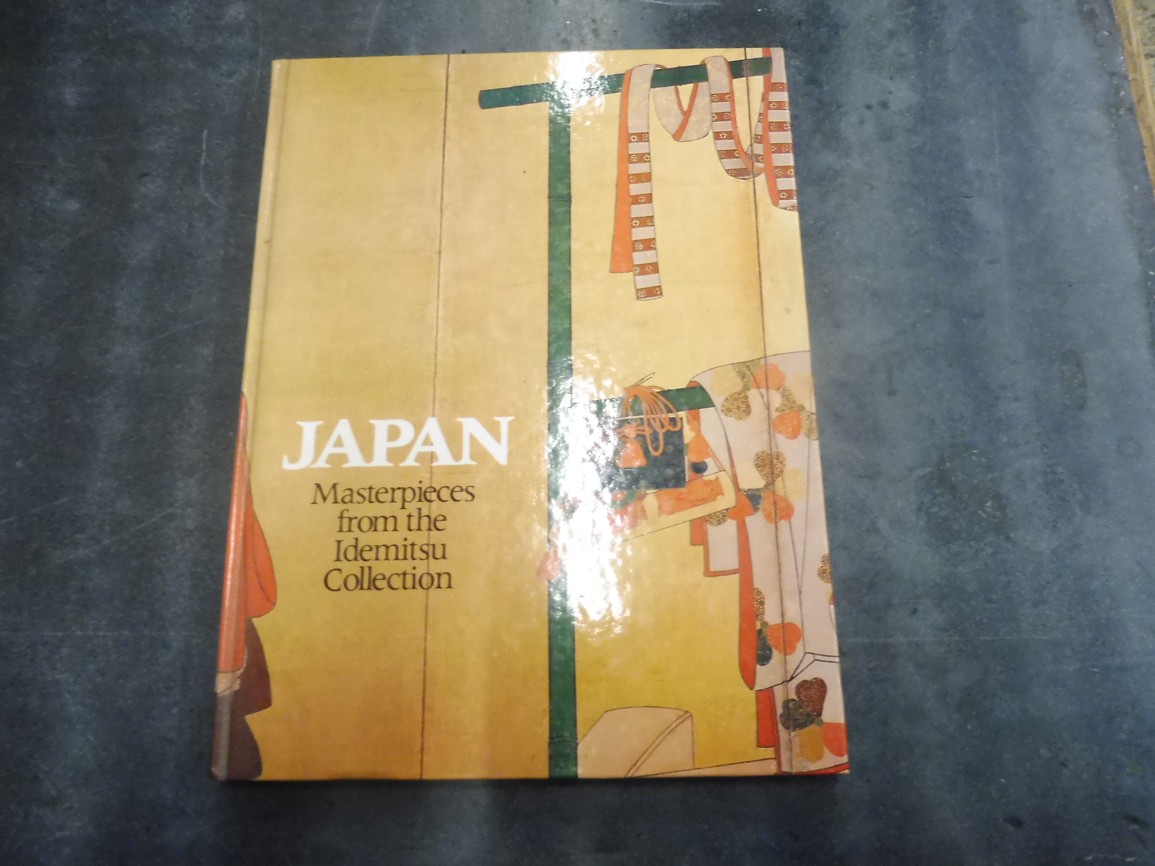 JAPAN
Masterpieces
from the
Idemitsu
Collection